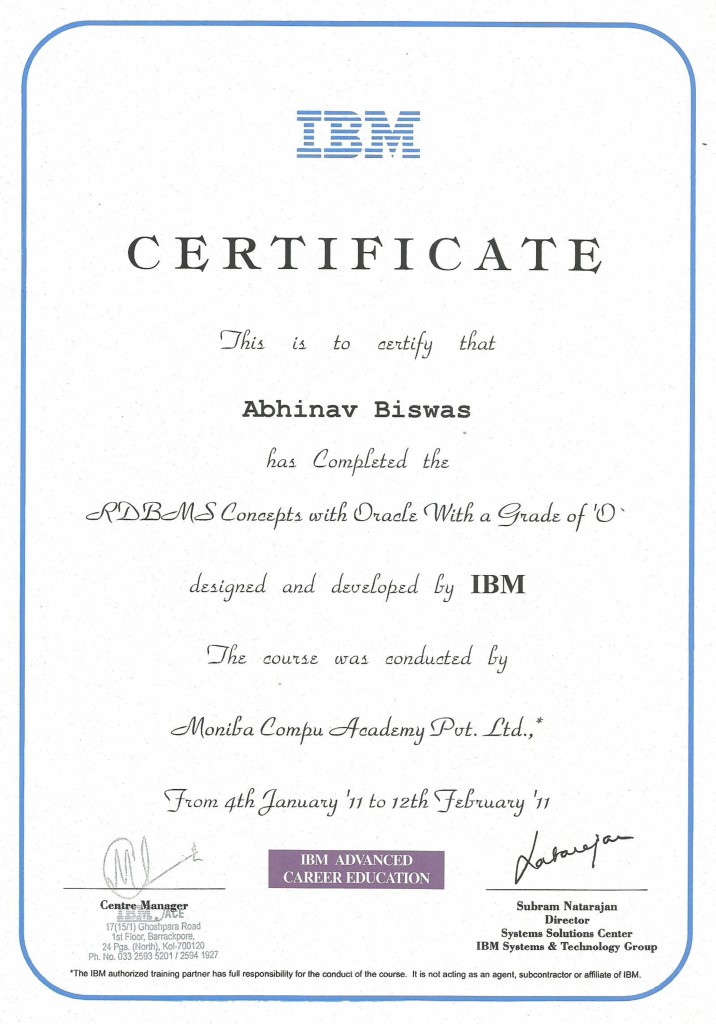 IBM
CERTIFICATE
This is to certify that
Abhinav Biswas
has Completed the
RDBMS Concepts with Oracle With a Grade of 'O`
designed and developed by IBM
The course was conducted by
Moniba Compu Academy Pvt. Ltd.,*
From 4th January '11 to 12th February '11
IBM ADVANCED
CAREER EDUCATION
Centre Manager
IBM, ACE
17(15/1) Ghoshpara Road
1st Floor, Barrackpore,
24 Pgs. (North), Kol-700120
Ph. No. 033 2593 5201 / 2594 1927
Natarajan
Subram Natarajan
Director
Systems Solutions Center
IBM Systems & Technology Group
*The IBM authorized training partner has full responsibility for the conduct of the course. It is not acting as an agent, subcontractor or affiliate of IBM.